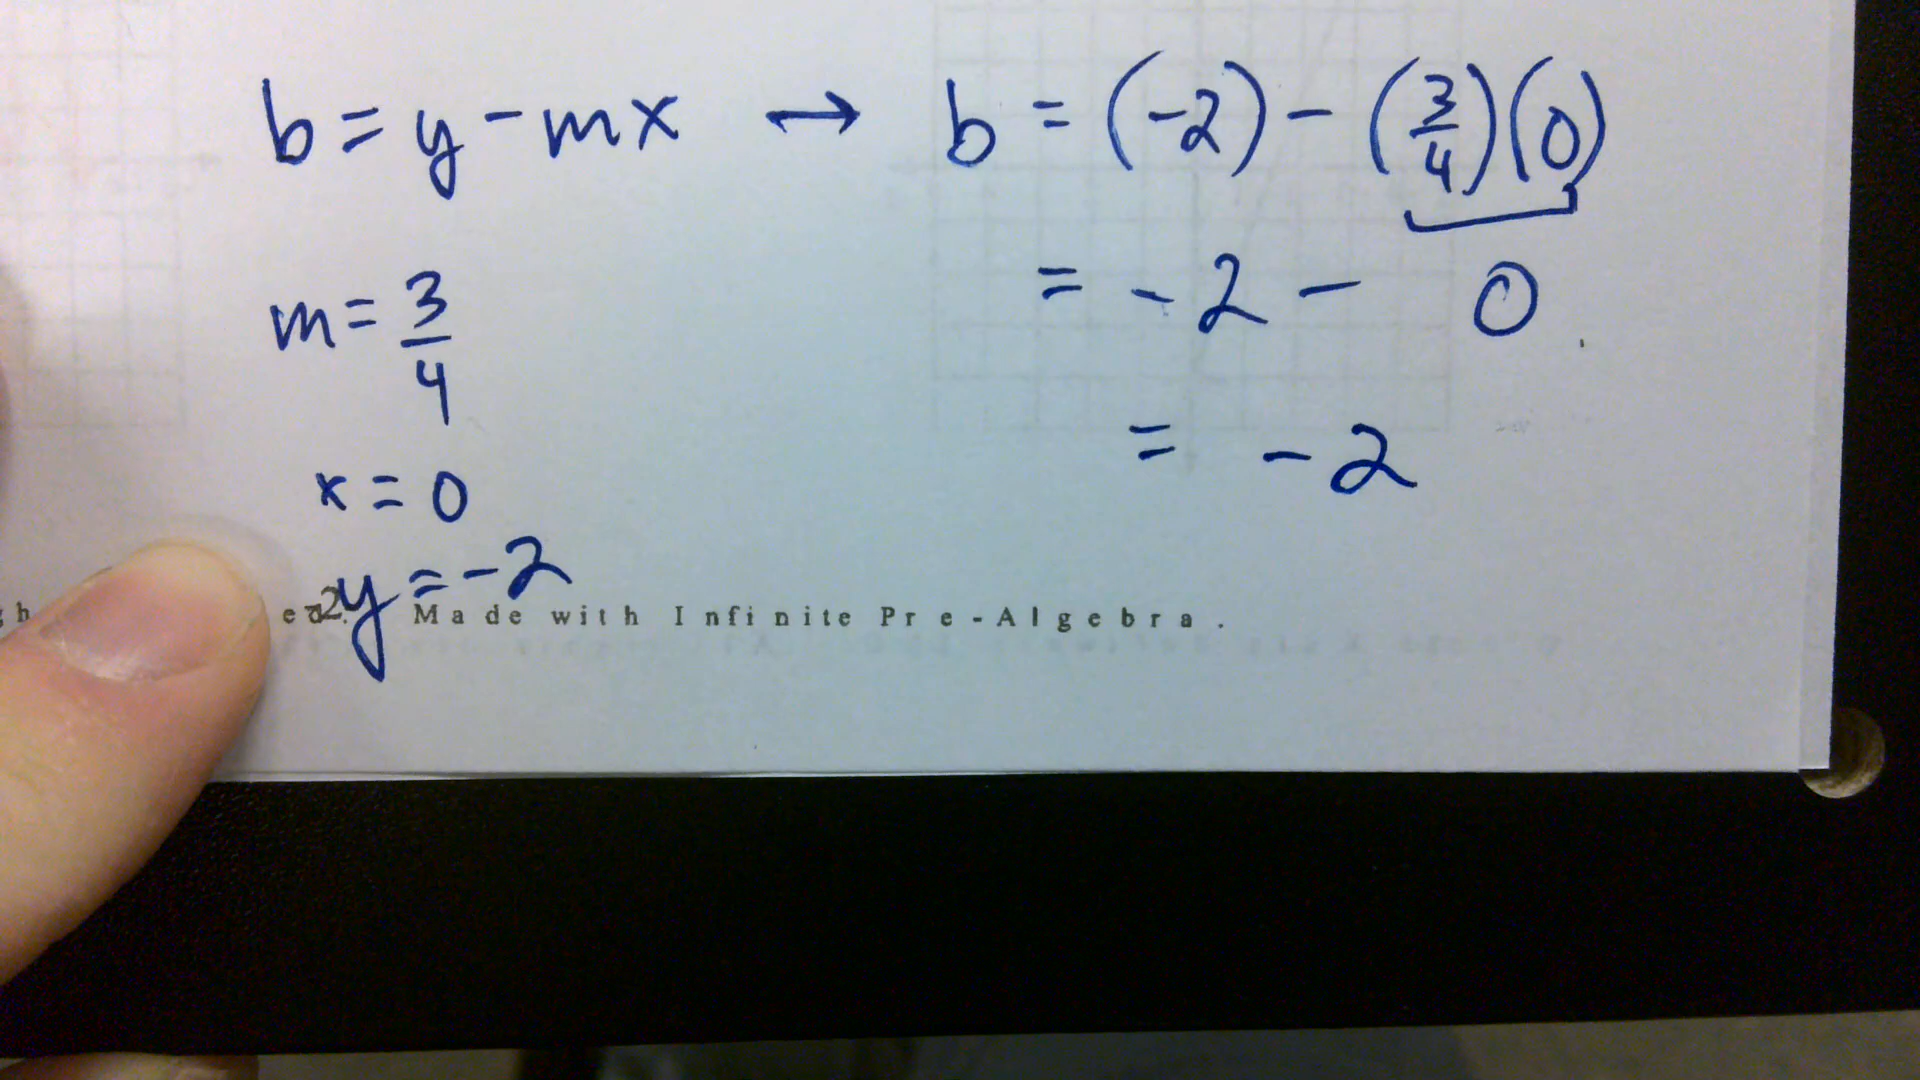 b = y - mx → b = (-2) - (3/4)(0)
= -2 - 0
m = 3/4
= -2
x = 0
y = -2
Made with Infinite Pre-Algebra.